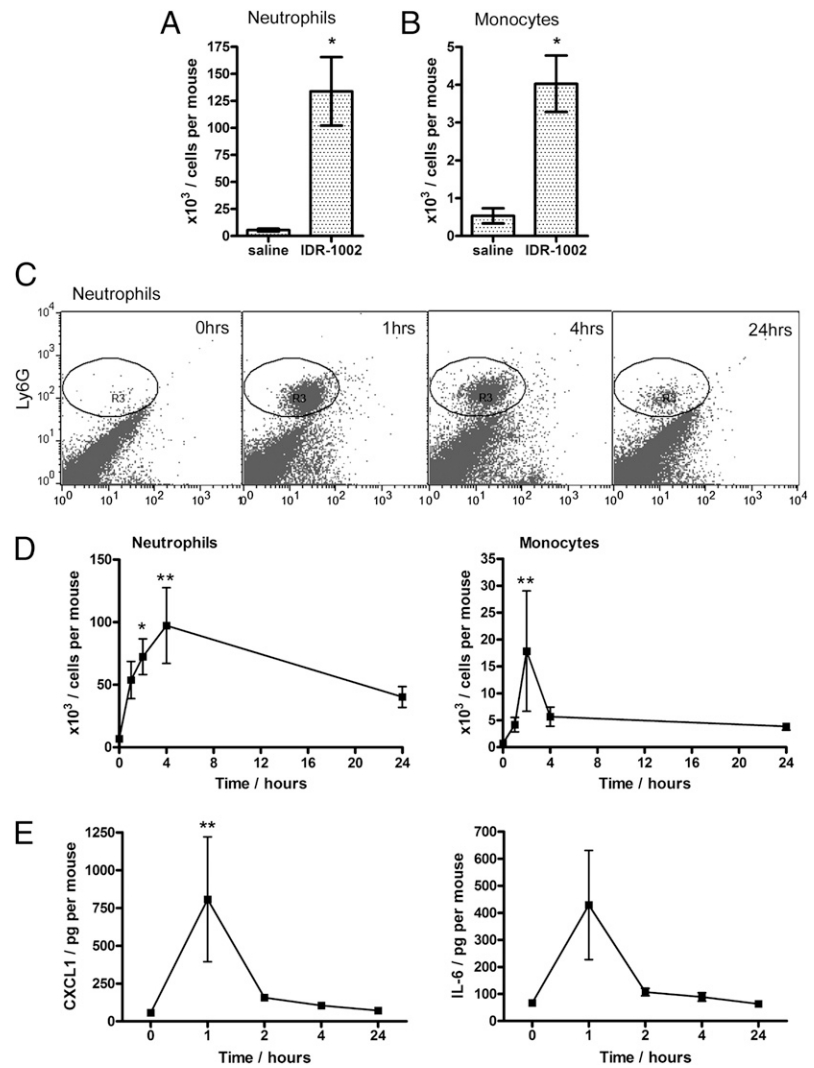 A
Neutrophils
x10³ / cells per mouse
175
150
125
100
75
50
25
0
*
saline
IDR-1002
B
Monocytes
x10³ / cells per mouse
5
4
3
2
1
0
*
saline
IDR-1002
C
Neutrophils
Ly6G
10⁴
10³
10²
10¹
10⁰
0hrs
R3
10⁰ 10¹ 10² 10³
1hrs
R3
10⁰ 10¹ 10² 10³
4hrs
R3
10⁰ 10¹ 10² 10³
24hrs
R3
10⁰ 10¹ 10² 10³ 10⁴
D
Neutrophils
x10³ / cells per mouse
150
100
50
0
*
**
0 4 8 12 16 20 24
Time / hours
Monocytes
x10³ / cells per mouse
35
30
25
20
15
10
5
0
**
0 4 8 12 16 20 24
Time / hours
E
CXCL1 / pg per mouse
1250
1000
750
500
250
0
**
0 1 2 4 24
Time / hours
IL-6 / pg per mouse
700
600
500
400
300
200
100
0
0 1 2 4 24
Time / hours